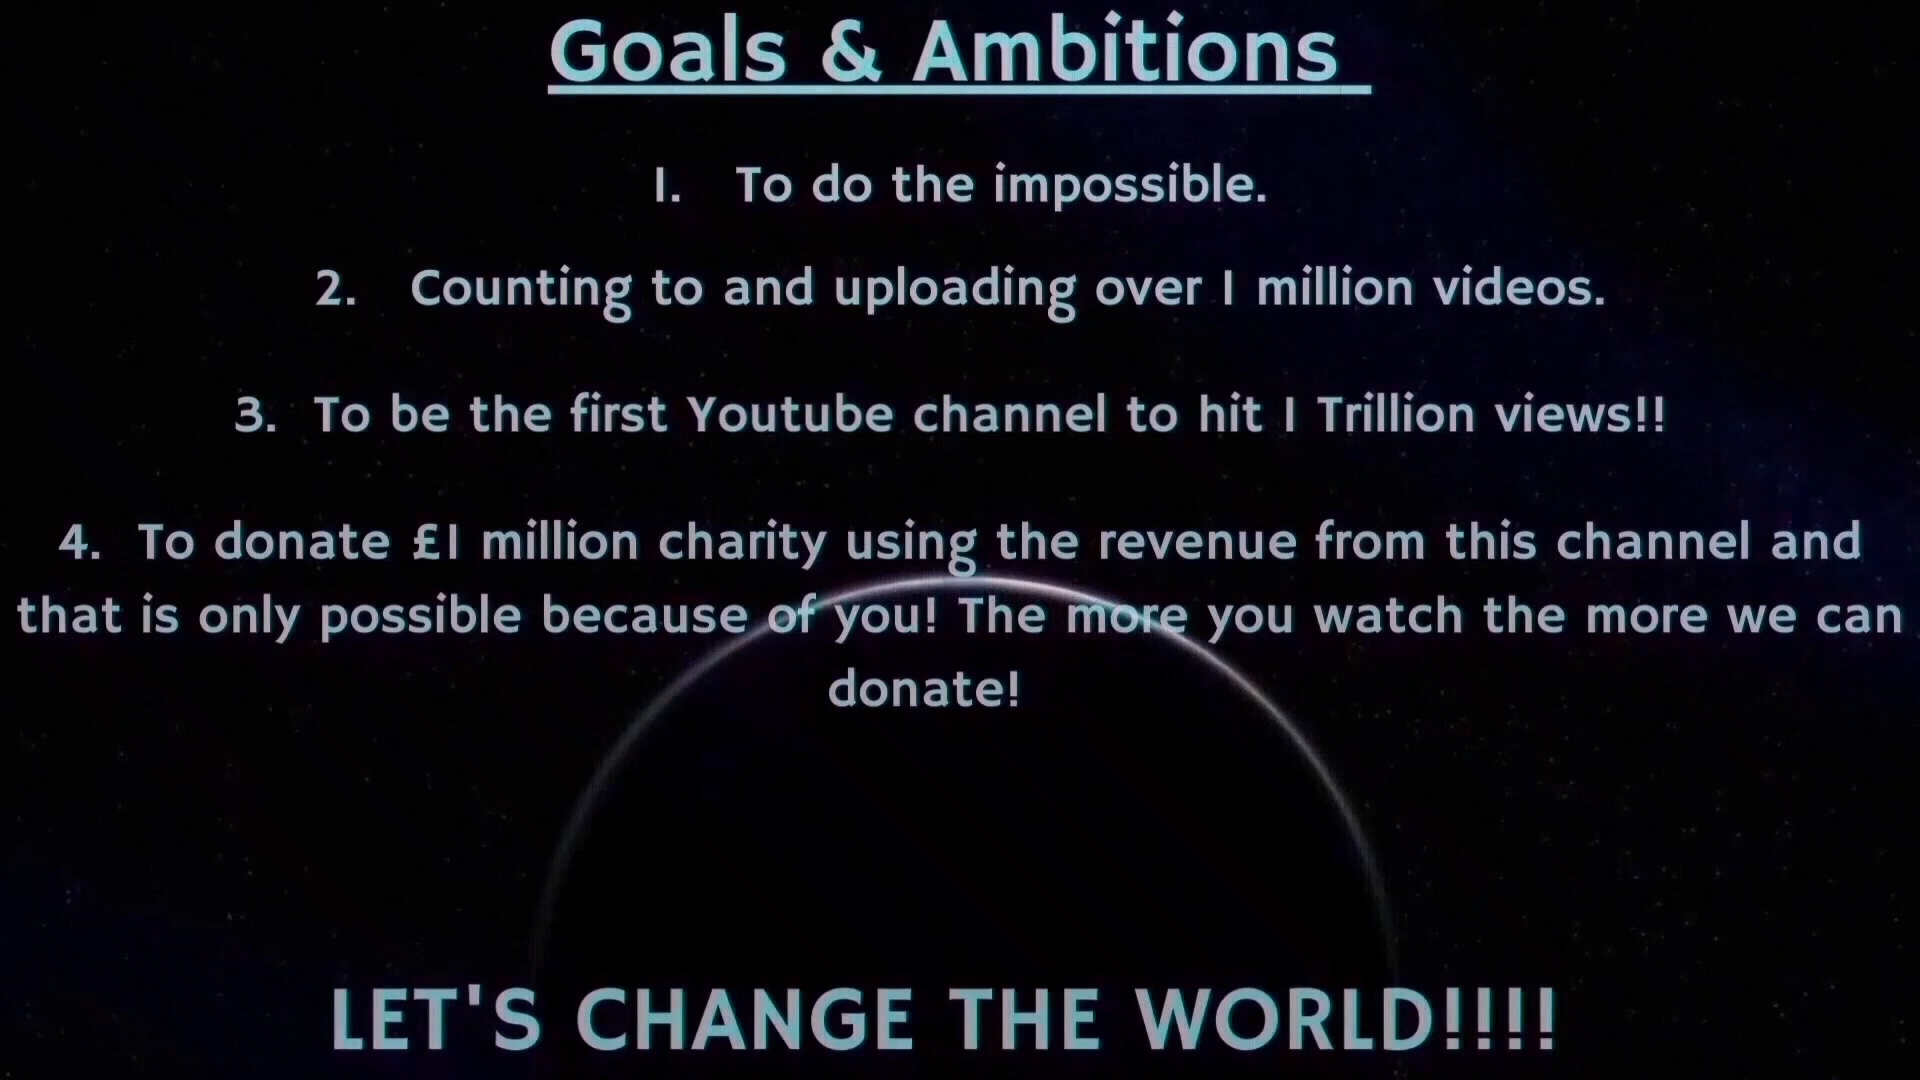 Goals & Ambitions
1. To do the impossible.
2. Counting to and uploading over 1 million videos.
3. To be the first Youtube channel to hit 1 Trillion views!!
4. To donate £1 million charity using the revenue from this channel and
that is only possible because of you! The more you watch the more we can
donate!
LET'S CHANGE THE WORLD!!!!